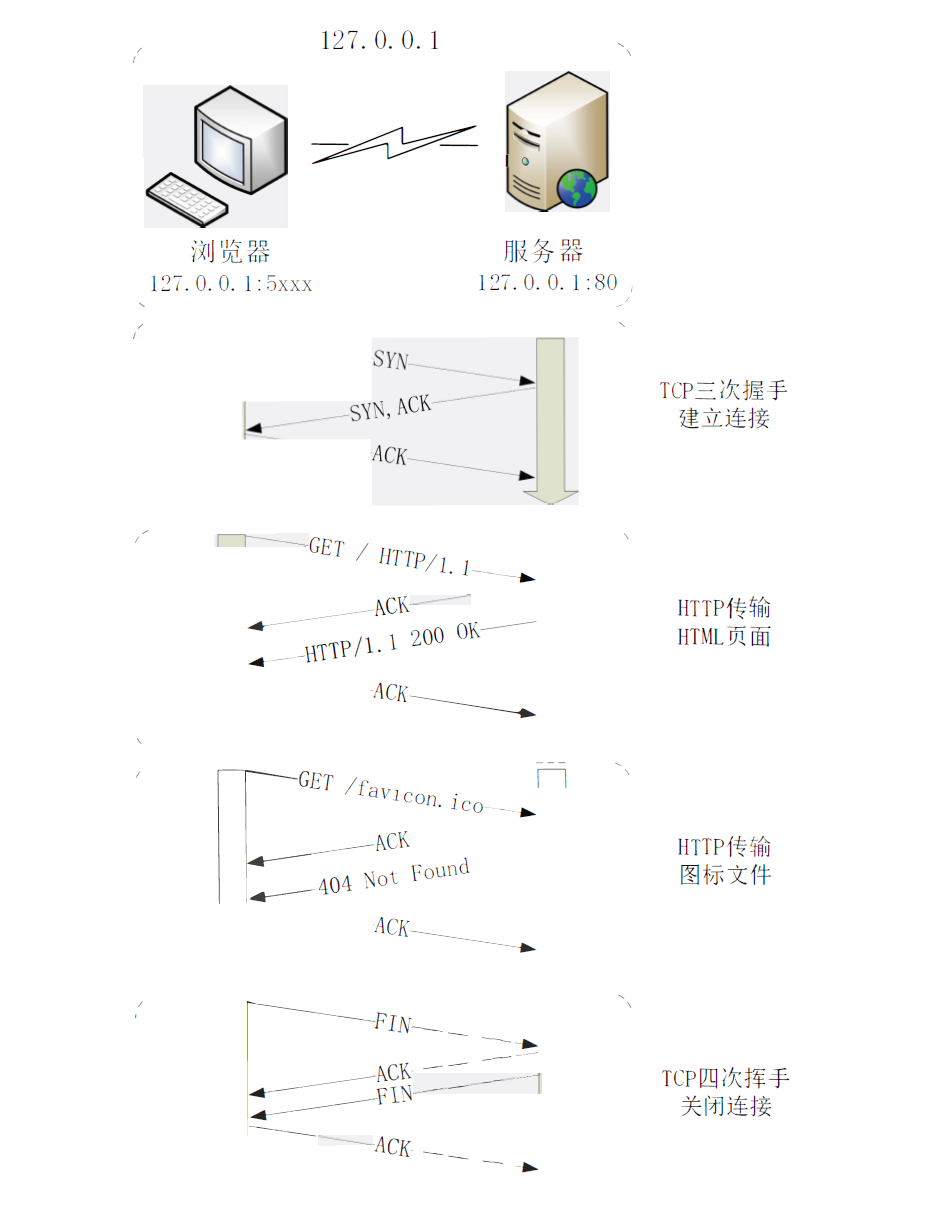 127.0.0.1
浏览器
服务器
127.0.0.1:5xxx
127.0.0.1:80
SYN
SYN,ACK
ACK
TCP三次握手
建立连接
GET / HTTP/1.1
ACK
HTTP/1.1 200 OK
ACK
HTTP传输
HTML页面
GET /favicon.ico
ACK
404 Not Found
ACK
HTTP传输
图标文件
FIN
ACK
FIN
ACK
TCP四次挥手
关闭连接